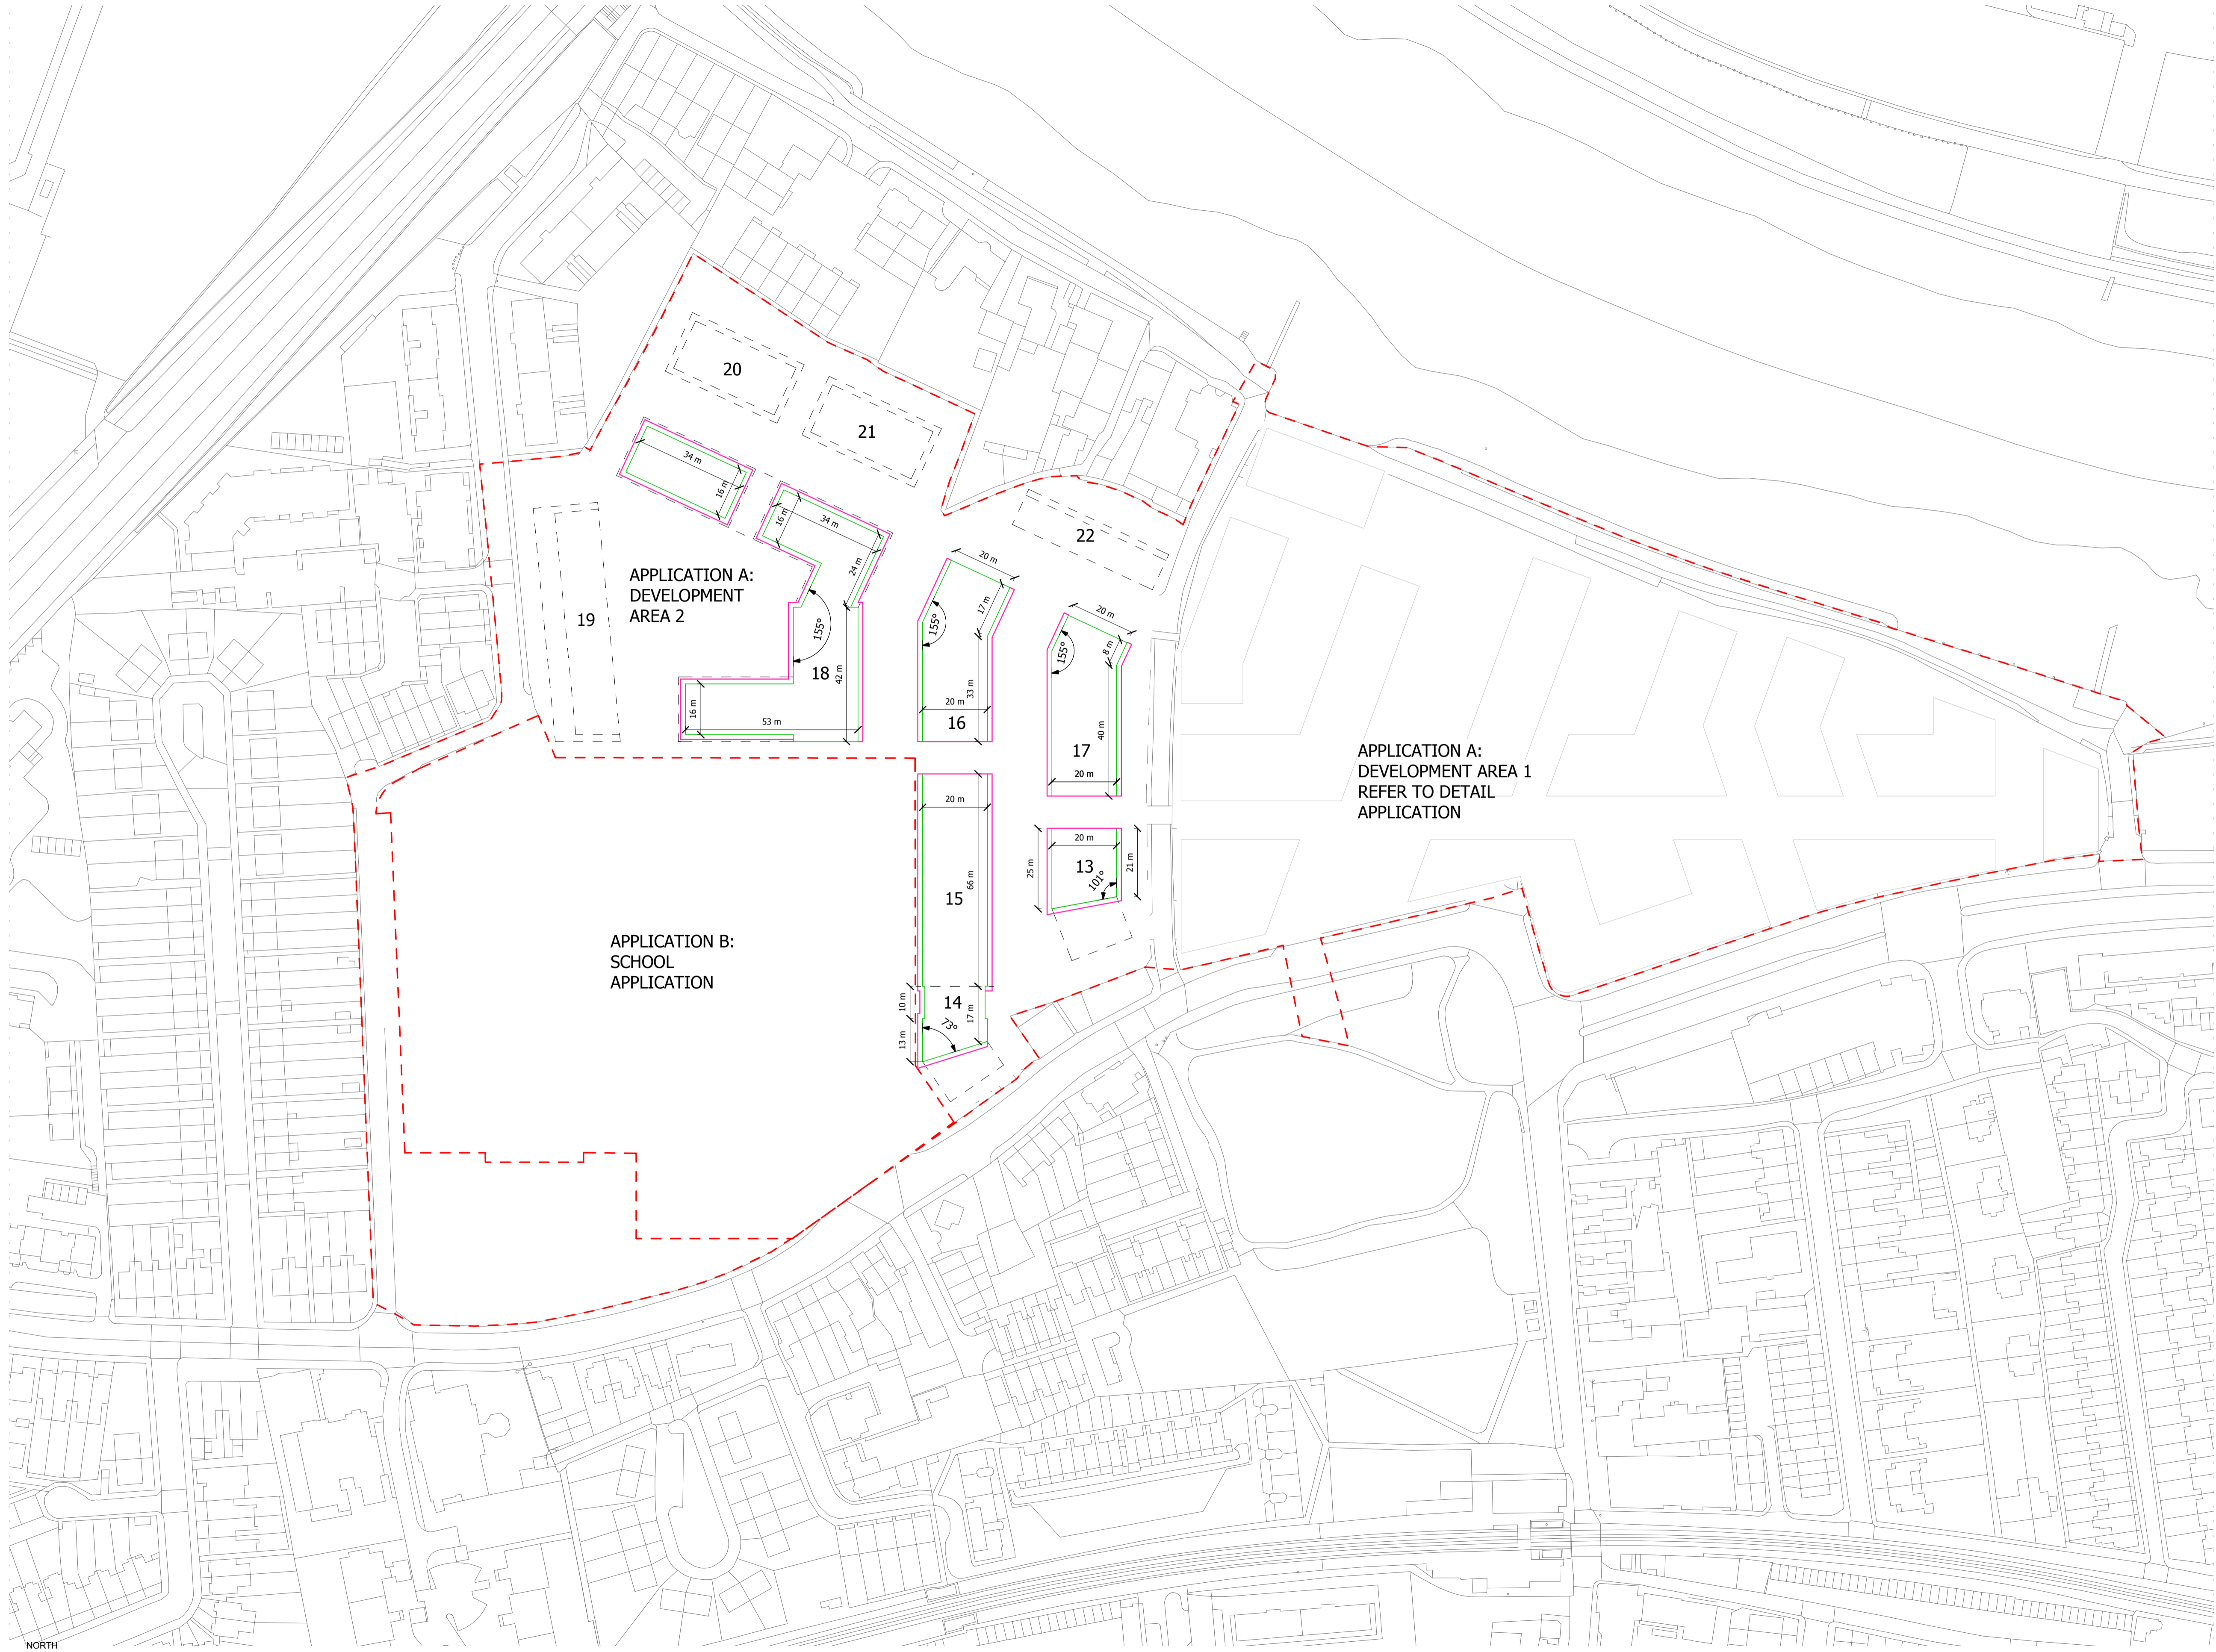 20
21
34 m
16 m
16 m
34 m
24 m
22
20 m
APPLICATION A:
DEVELOPMENT
AREA 2
19
155°
17 m
155°
20 m
8 m
155°
18
42 m
16 m
53 m
20 m
33 m
16
40 m
17
20 m
APPLICATION A:
DEVELOPMENT AREA 1
REFER TO DETAIL
APPLICATION
20 m
66 m
15
25 m
20 m
13
101°
21 m
APPLICATION B:
SCHOOL
APPLICATION
10 m
14
17 m
73°
13 m
NORTH